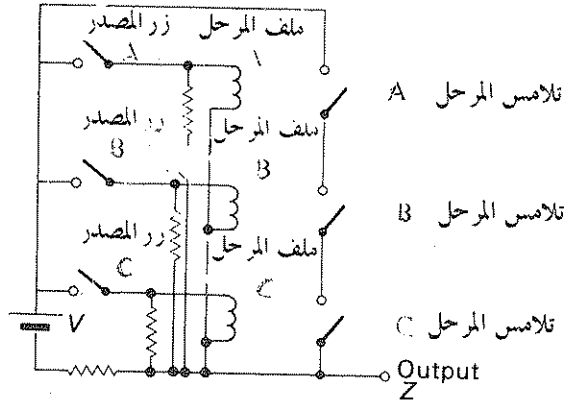 زر المصدر ملف المرحل
A
تلامس المرحل A
زر المصدر ملف المرحل
B B
تلامس المرحل B
زر المصدر ملف المرحل
C C
تلامس المرحل C
V
Output
Z